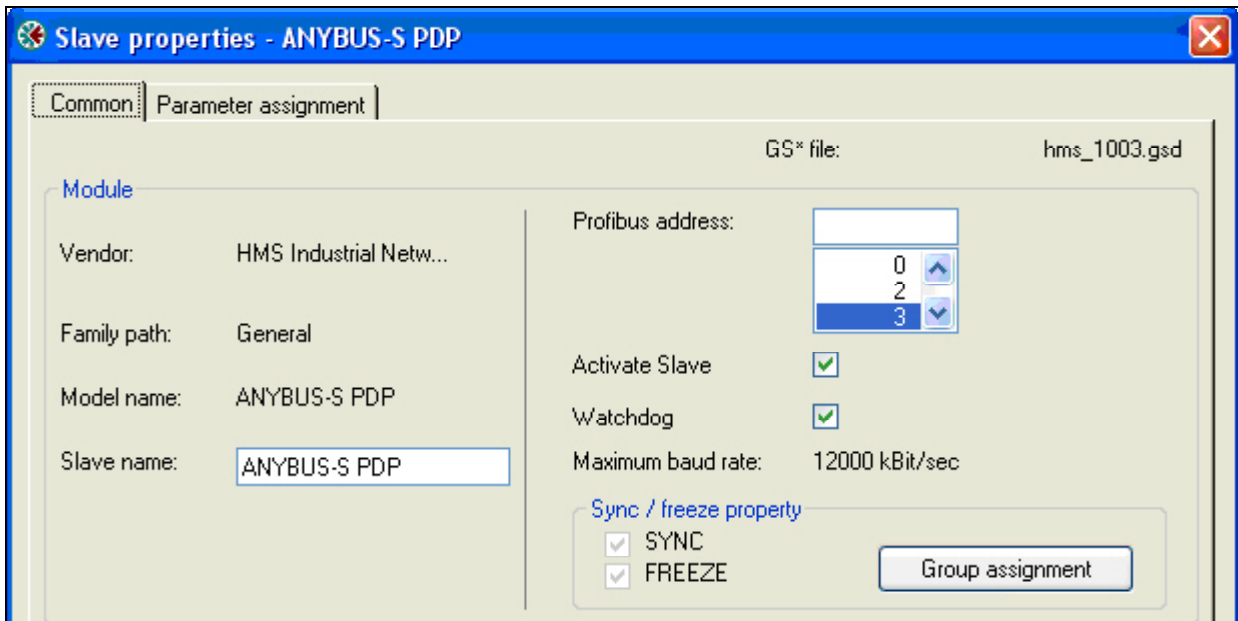 Slave properties - ANYBUS-S PDP
Common
Parameter assignment
GS* file:
hms_1003.gsd
Module
Vendor:
HMS Industrial Netw...
Family path:
General
Model name:
ANYBUS-S PDP
Slave name:
ANYBUS-S PDP
Profibus address:
0
2
3
Activate Slave
Watchdog
Maximum baud rate:
12000 kBit/sec
Sync / freeze property
SYNC
FREEZE
Group assignment